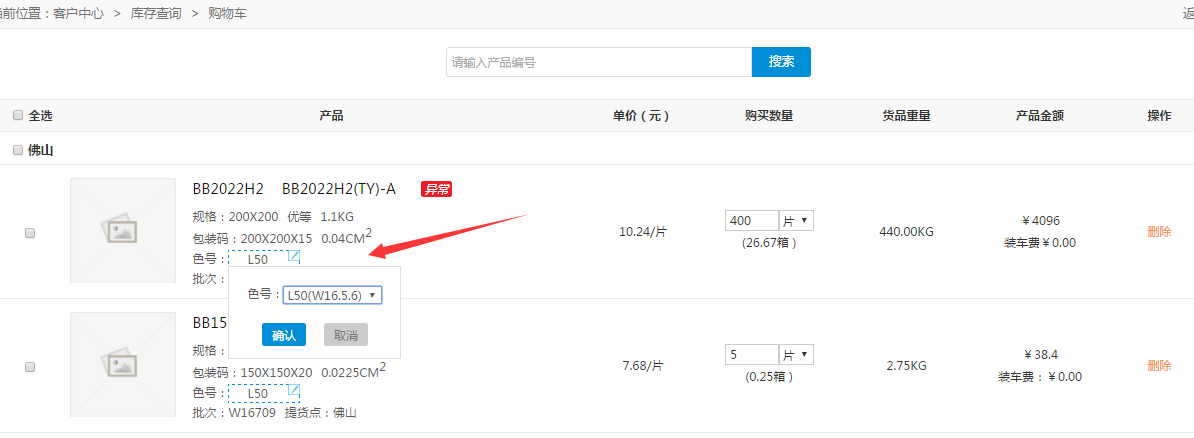 前位置：客户中心 > 库存查询 > 购物车
返
请输入产品编号 搜索
全选 产品 单价（元） 购买数量 货品重量 产品金额 操作
佛山
BB2022H2 BB2022H2(TY)-A 异常
规格：200X200 优等 1.1KG
包装码：200X200X15 0.04CM2
色号： L50
批次：
10.24/片
400 片
(26.67箱 )
440.00KG
￥4096
装车费￥0.00
删除
色号：L50(W16.5.6)
确认 取消
BB15
规格：
包装码：150X150X20 0.0225CM2
色号： L50
批次：W16709 提货点：佛山
7.68/片
5 片
(0.25箱 )
2.75KG
￥38.4
装车费：￥0.00
删除